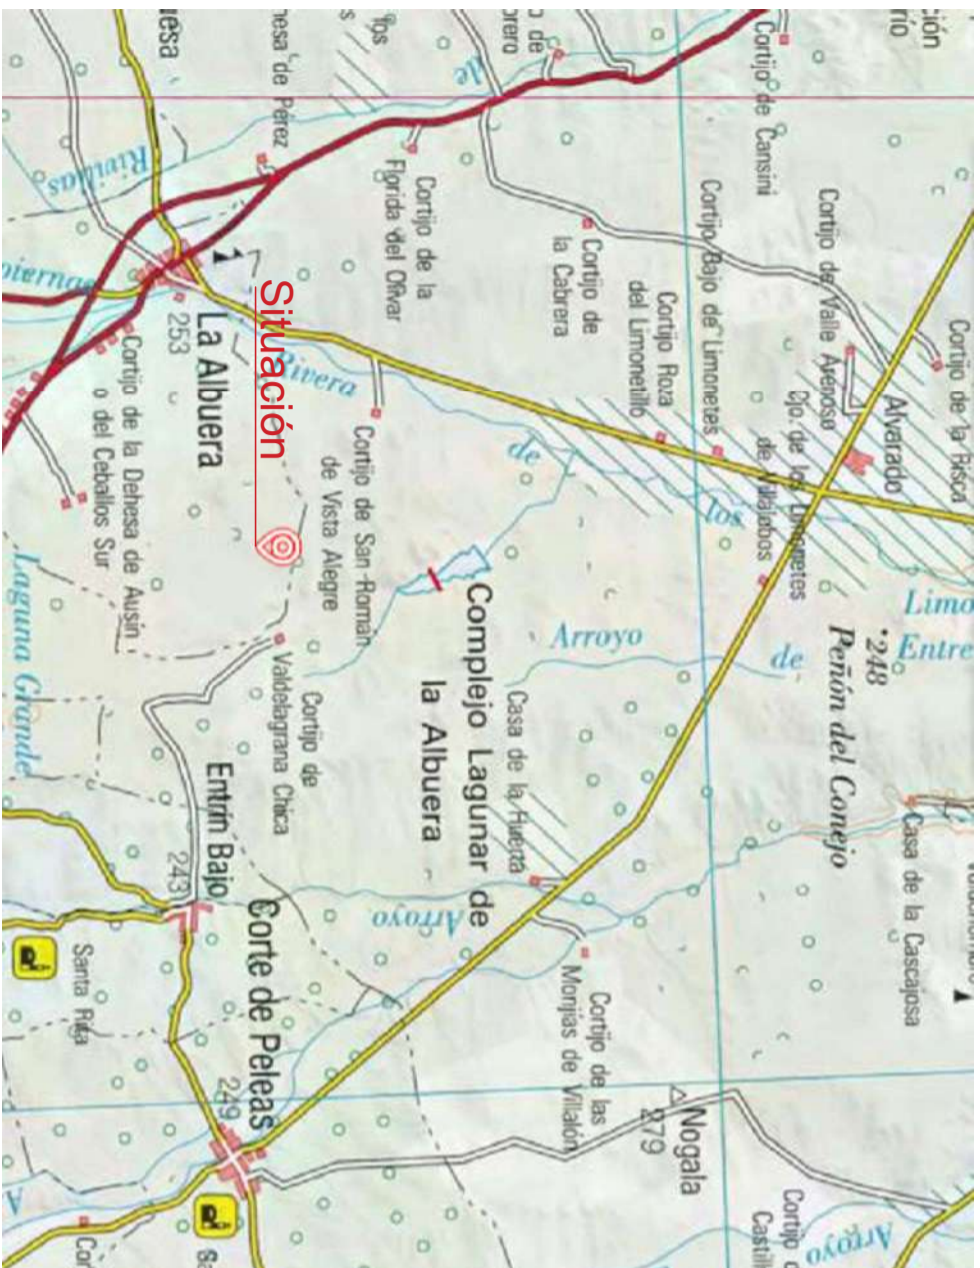 Situación
La Albuera
253
Rivillas
Rivera
de
los
Limo
Entre
Cortijo de Cansini
Cortijo de la
Florida del Olivar
Cortijo de
la Cabrera
Cortijo Bajo de Limonetes
Cortijo de Valle Arenoso
Cortijo Roza
del Limonetillo
Cjo. de los Limonetes
de Villalobos
Alvarado
Cortijo de la Risca
Cortijo de San Román
de Vista Alegre
Cortijo de la Dehesa de Ausín
o del Ceballos Sur
Laguna Grande
Complejo Lagunar de
la Albuera
Arroyo
de
248
Peñón del Conejo
Cortijo de
Valdelagrana Chica
Casa de la Huerta
Casa de la Cascajosa
Entrín Bajo
243
Arroyo
Corte de Peleas
249
Santa Rita
Cortijo de las
Monjías de Villalón
Nogala
279
Arroyo